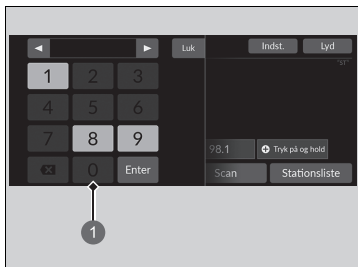 Luk Indst. Lyd
"ST"
1 2 3
4 5 6
7 8 9
98.1 Tryk på og hold
0 Enter Scan Stationsliste
1